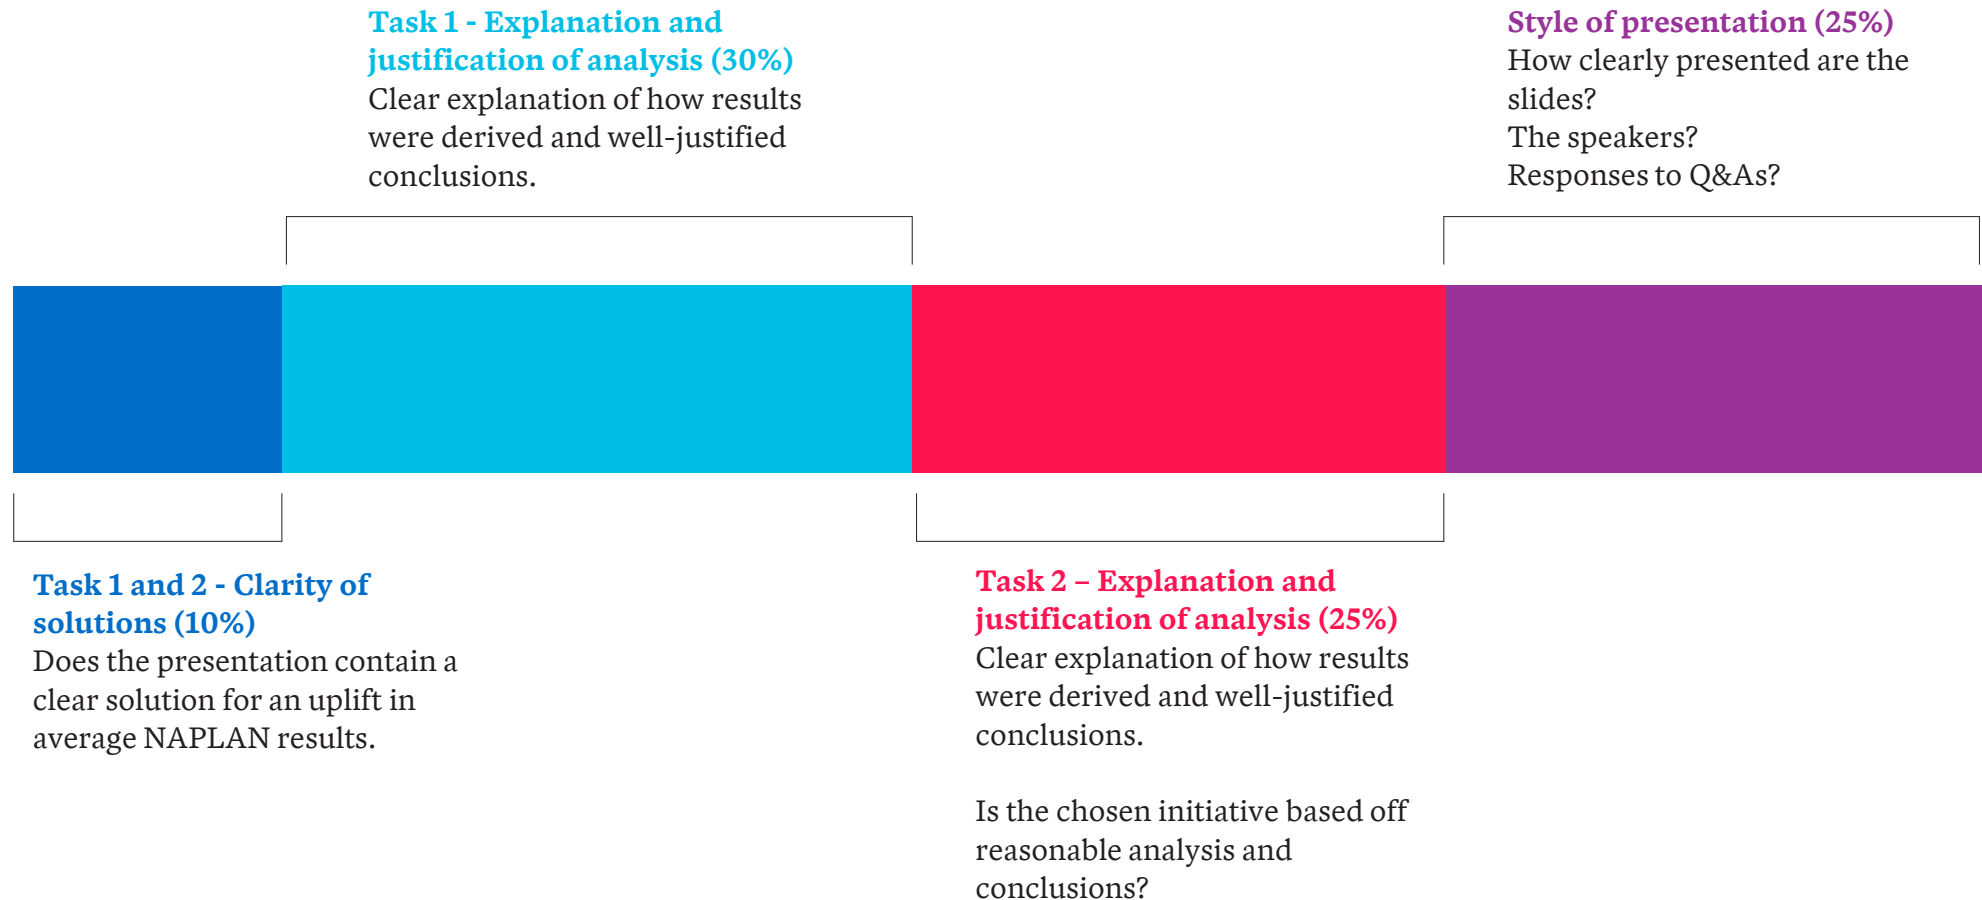 Task 1 - Explanation and
justification of analysis (30%)
Clear explanation of how results
were derived and well-justified
conclusions.
Style of presentation (25%)
How clearly presented are the
slides?
The speakers?
Responses to Q&As?
Task 1 and 2 - Clarity of
solutions (10%)
Does the presentation contain a
clear solution for an uplift in
average NAPLAN results.
Task 2 – Explanation and
justification of analysis (25%)
Clear explanation of how results
were derived and well-justified
conclusions.
Is the chosen initiative based off
reasonable analysis and
conclusions?